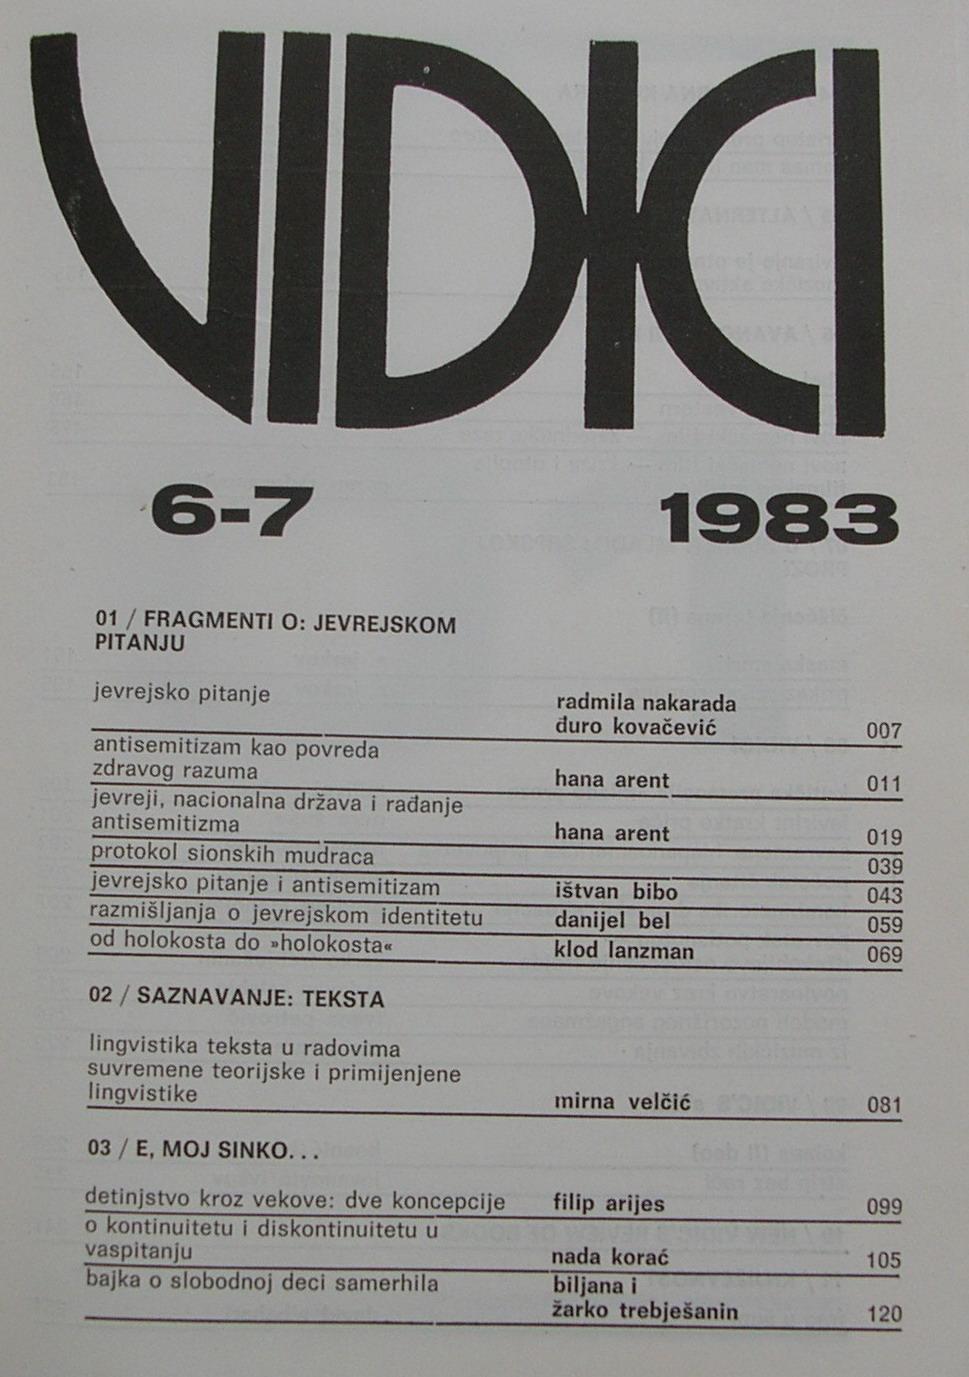 VIDICI
6-7 1983
01 / FRAGMENTI O: JEVREJSKOM
PITANJU
jevrejsko pitanje radmila nakarada
đuro kovačević 007
antisemitizam kao povreda
zdravog razuma hana arent 011
jevreji, nacionalna država i rađanje
antisemitizma hana arent 019
protokol sionskih mudraca 039
jevrejsko pitanje i antisemitizam ištvan bibo 043
razmišljanja o jevrejskom identitetu danijel bel 059
od holokosta do »holokosta« klod lanzman 069
02 / SAZNAVANJE: TEKSTA
lingvistika teksta u radovima
suvremene teorijske i primijenjene
lingvistike mirna velčić 081
03 / E, MOJ SINKO...
detinjstvo kroz vekove: dve koncepcije filip arijes 099
o kontinuitetu i diskontinuitetu u
vaspitanju nada korać 105
bajka o slobodnoj deci samerhila biljana i
žarko trebješanin 120